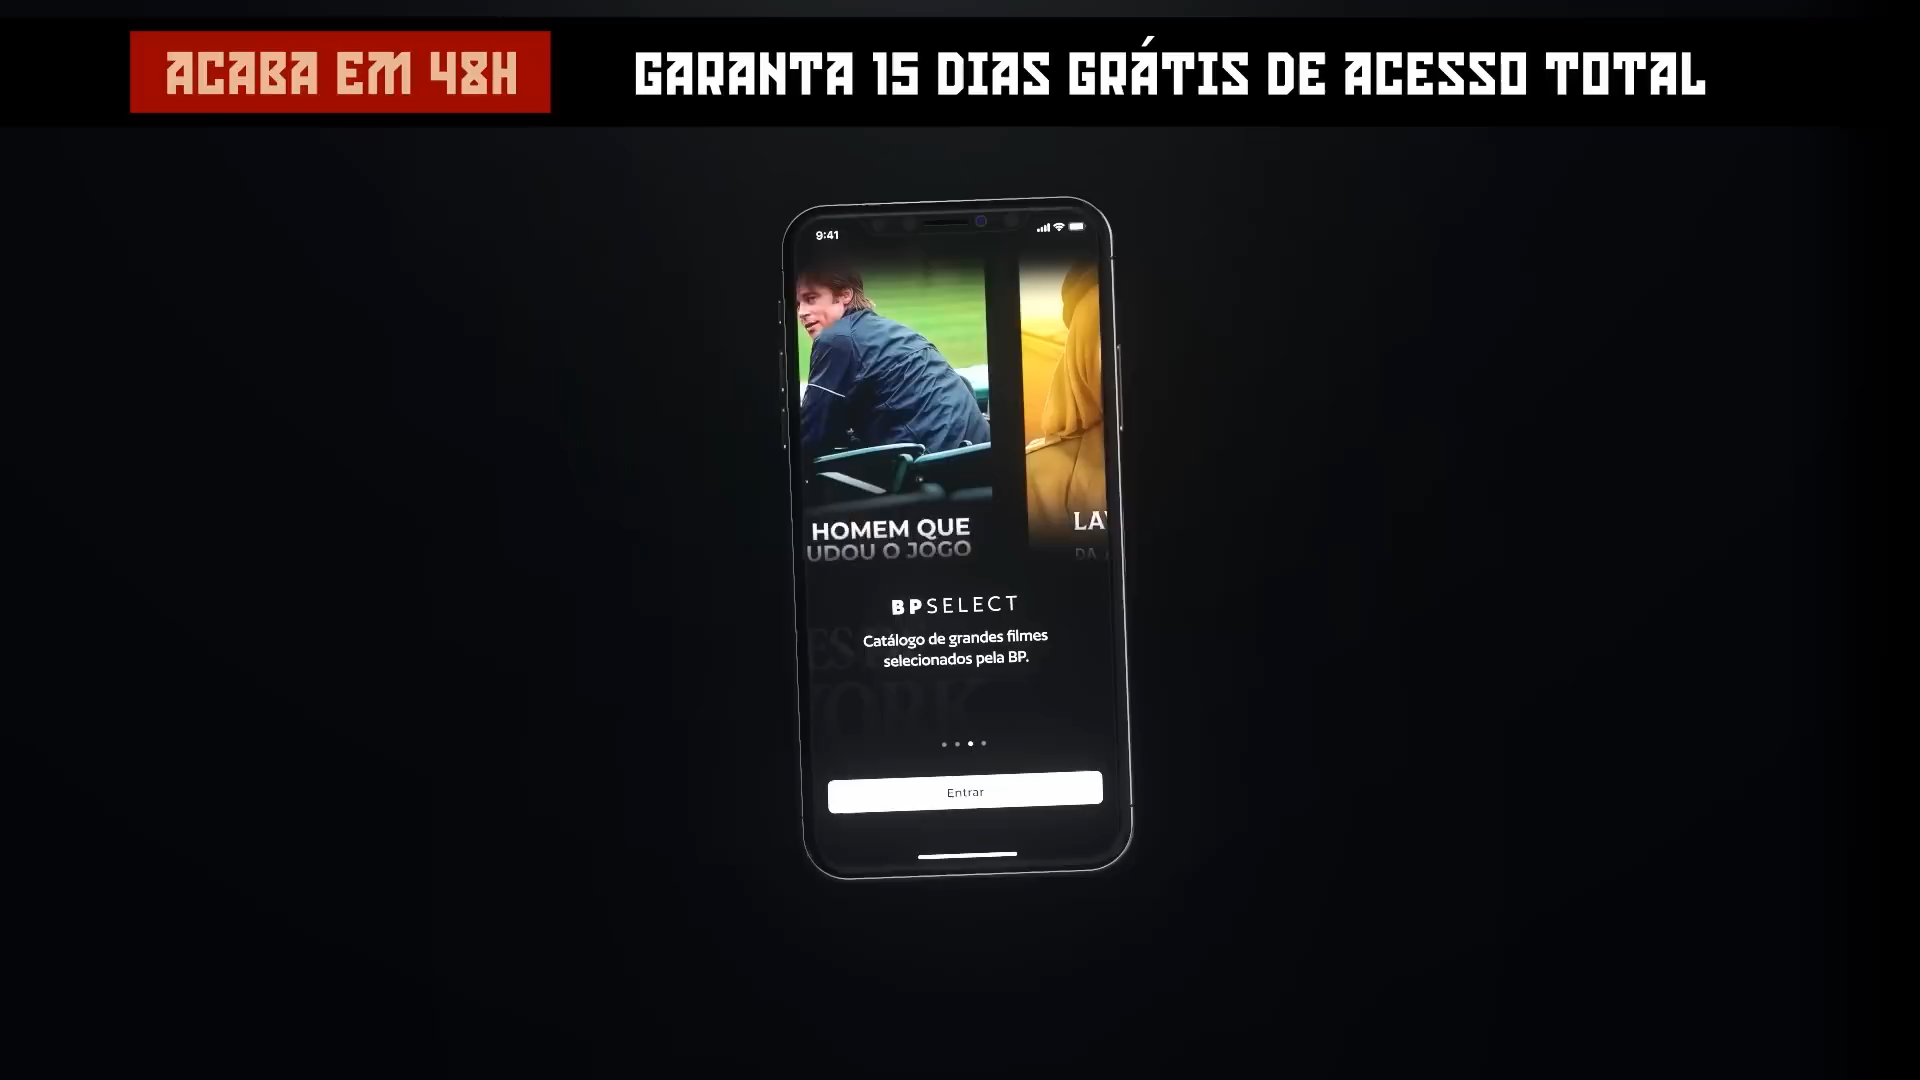 ACABA EM 48H
GARANTA 15 DIAS GRÁTIS DE ACESSO TOTAL
9:41
HOMEM QUE
UDOU O JOGO
LA
DA
BPSELECT
Catálogo de grandes filmes
selecionados pela BP.
Entrar